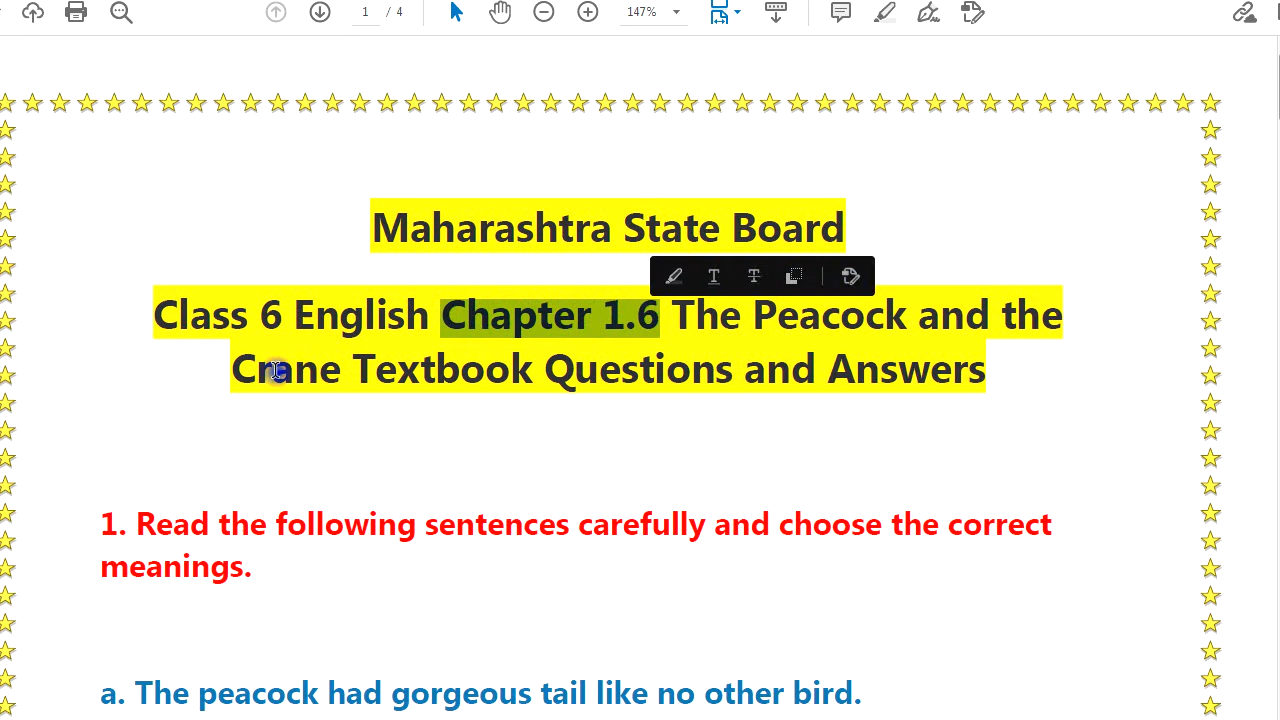 1 / 4 147%
Maharashtra State Board
Class 6 English Chapter 1.6 The Peacock and the
Crane Textbook Questions and Answers
1. Read the following sentences carefully and choose the correct
meanings.
a. The peacock had gorgeous tail like no other bird.